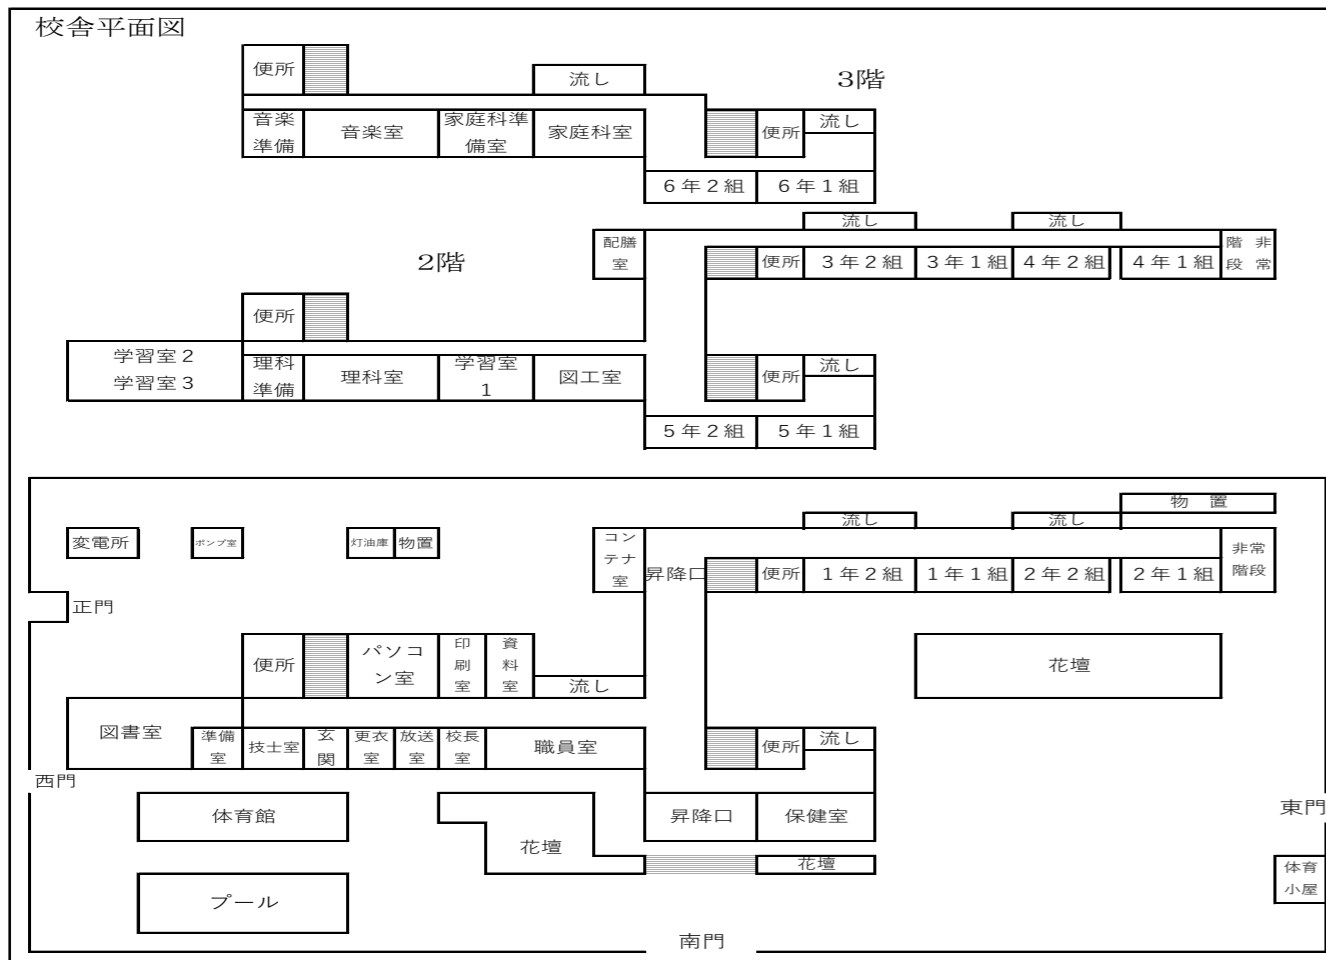 校舎平面図
便所
流し
3階
音楽
準備
音楽室
家庭科準
備室
家庭科室
便所
流し
６年２組
６年１組
流し
流し
配膳
室
2階
便所
３年２組
３年１組
４年２組
４年１組
階 非
段 常
便所
学習室２
学習室３
理科
準備
理科室
学習室
1
図工室
便所
流し
５年２組
５年１組
物 置
変電所
ポンプ室
灯油庫
物置
コン
テナ
室
昇降口
流し
流し
便所
１年２組
１年１組
２年２組
２年１組
非常
階段
正門
便所
パソコ
ン室
印
刷
室
資
料
室
流し
花壇
図書室
準備
室
技士室
玄
関
更衣
室
放送
室
校長
室
職員室
便所
流し
西門
体育館
花壇
昇降口
保健室
東門
花壇
体育
小屋
プール
南門